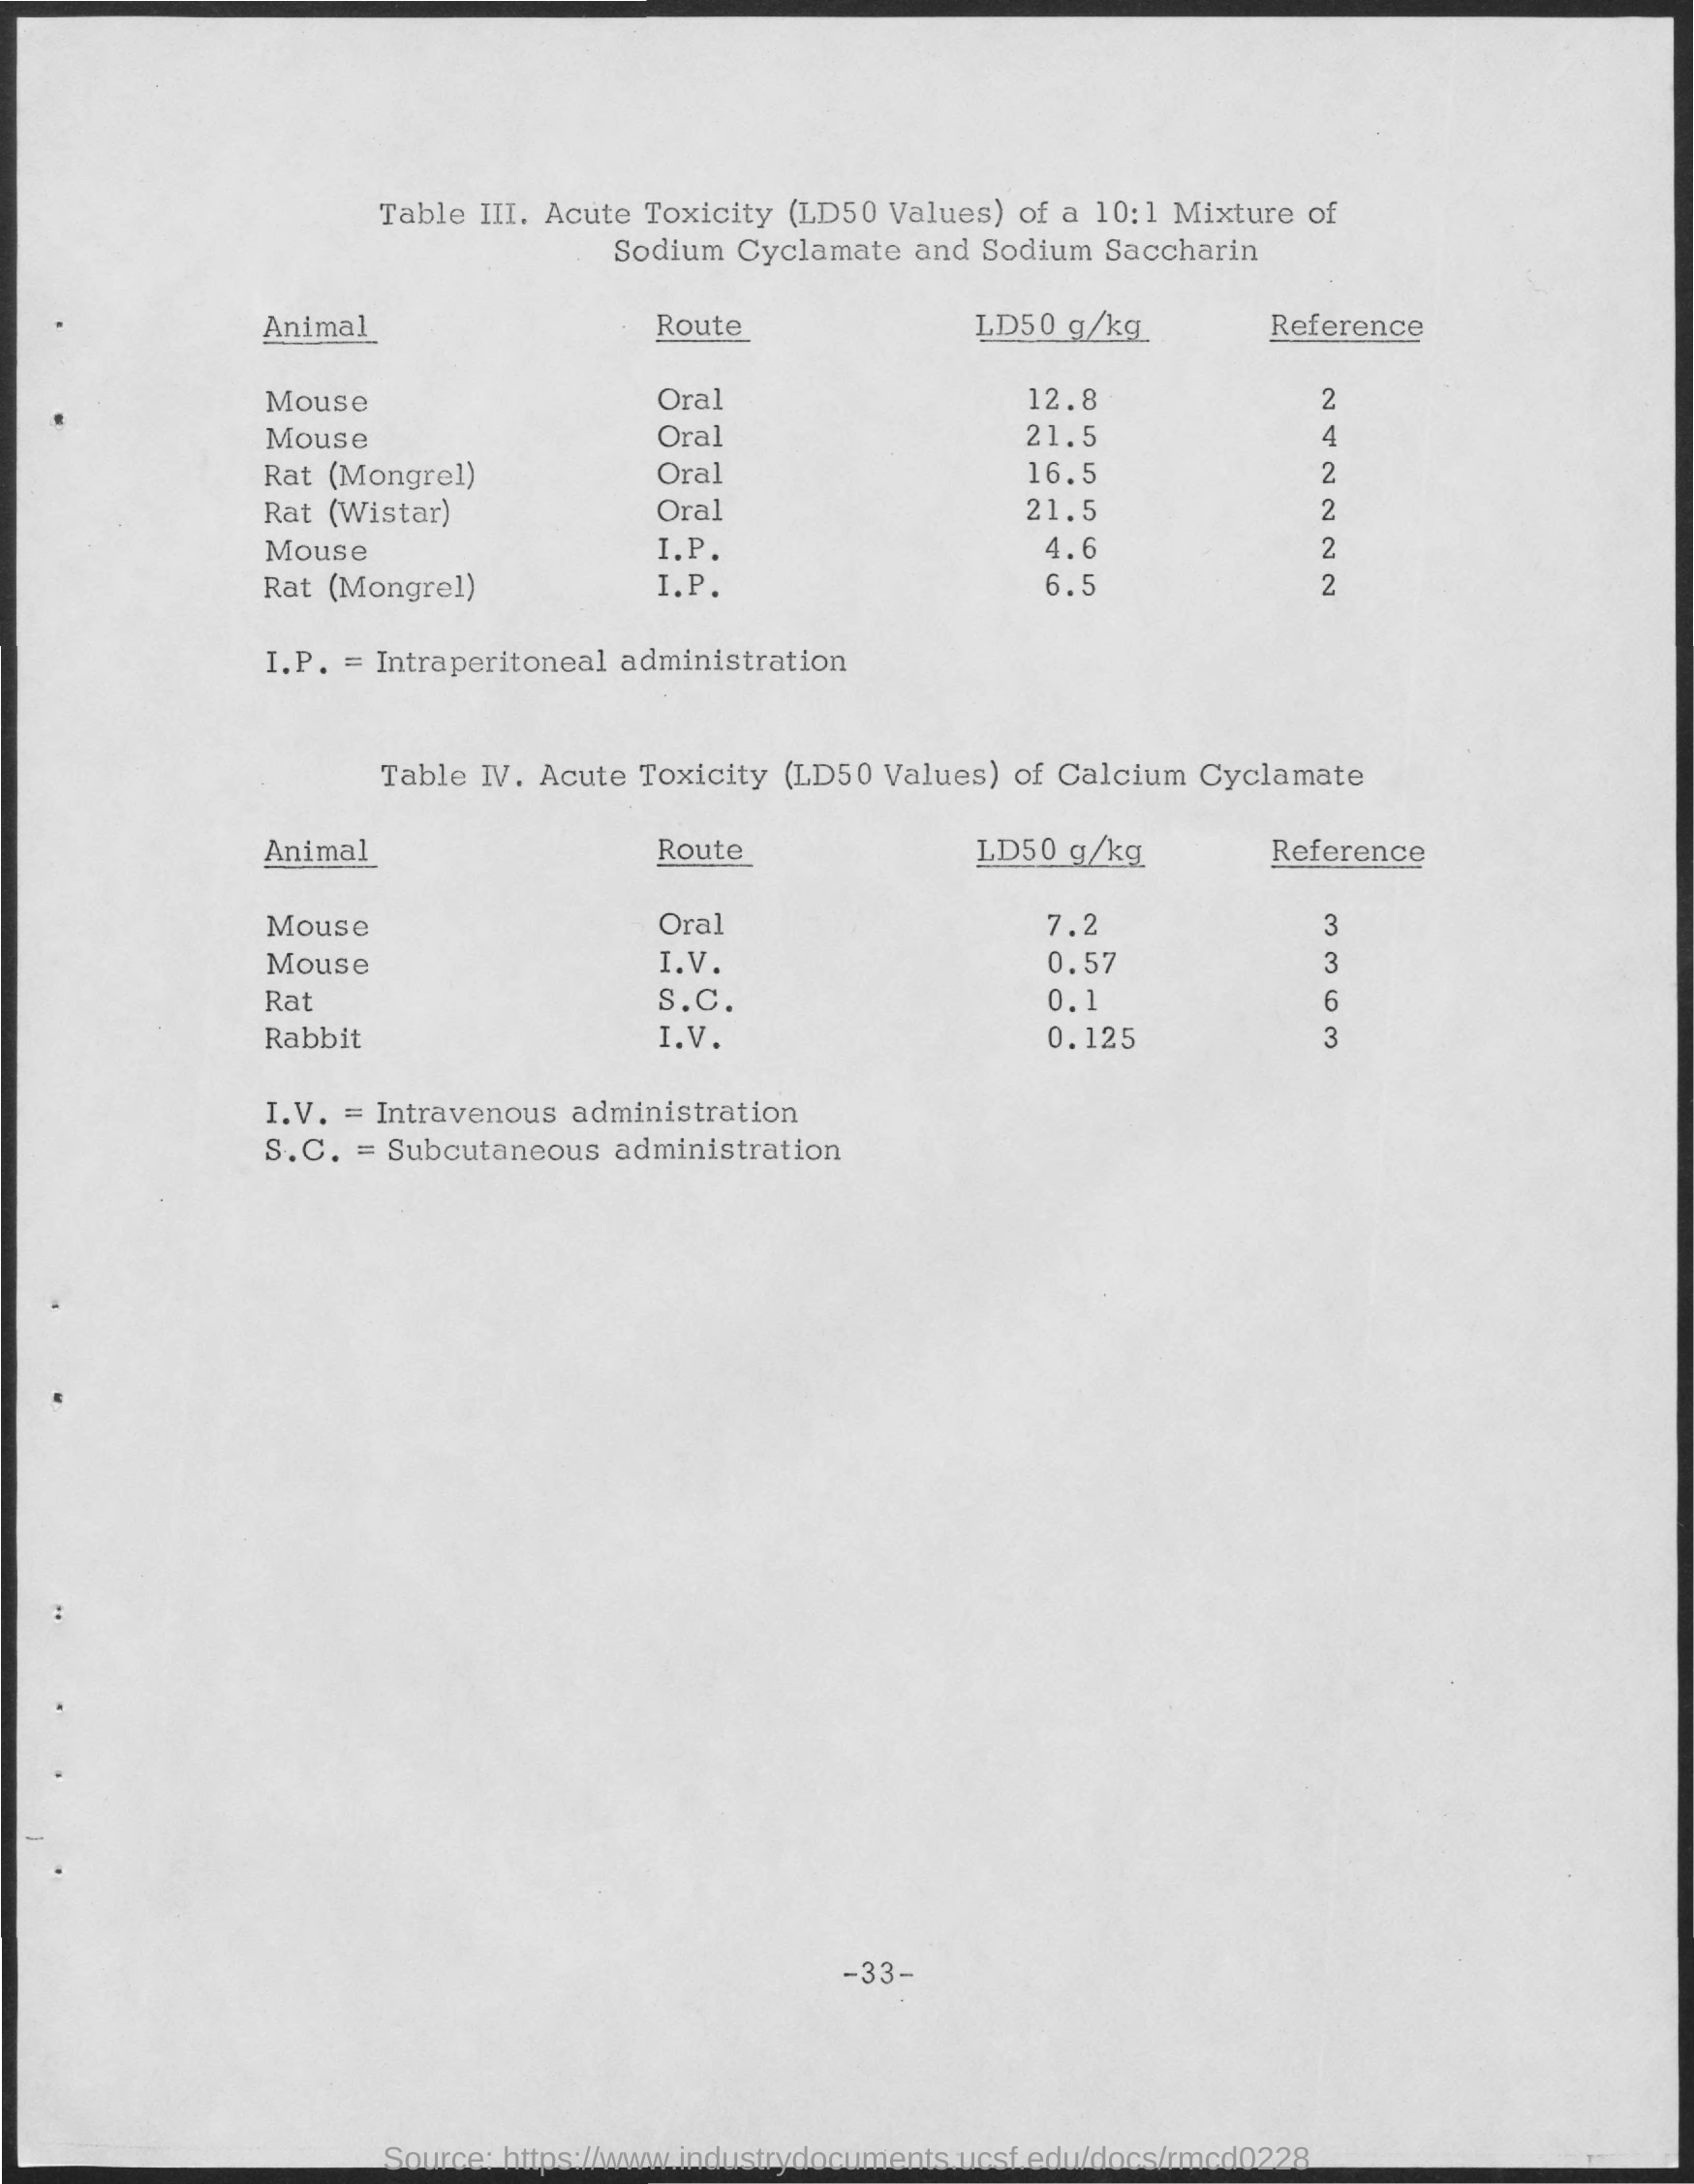 Table III. Acute Toxicity (LD50 Values) of a 10:1 Mixture of
Sodium Cyclamate and Sodium Saccharin
Animal Route LD50 g/kg Reference
Mouse Oral 12.8 2
Mouse Oral 21.5 4
Rat (Mongrel) Oral 16.5 2
Rat (Wistar) Oral 21.5 2
Mouse I.P. 4.6 2
Rat (Mongrel) I.P. 6.5 2
I.P. = Intraperitoneal administration
Table IV. Acute Toxicity (LD50 Values) of Calcium Cyclamate
Animal Route LD50 g/kg Reference
Mouse Oral 7.2 3
Mouse I.V. 0.57 3
Rat S.C. 0.1 6
Rabbit I.V. 0.125 3
I.V. = Intravenous administration
S.C. = Subcutaneous administration
-33-
Source: https://www.industrydocuments.ucsf.edu/docs/rmcd0228